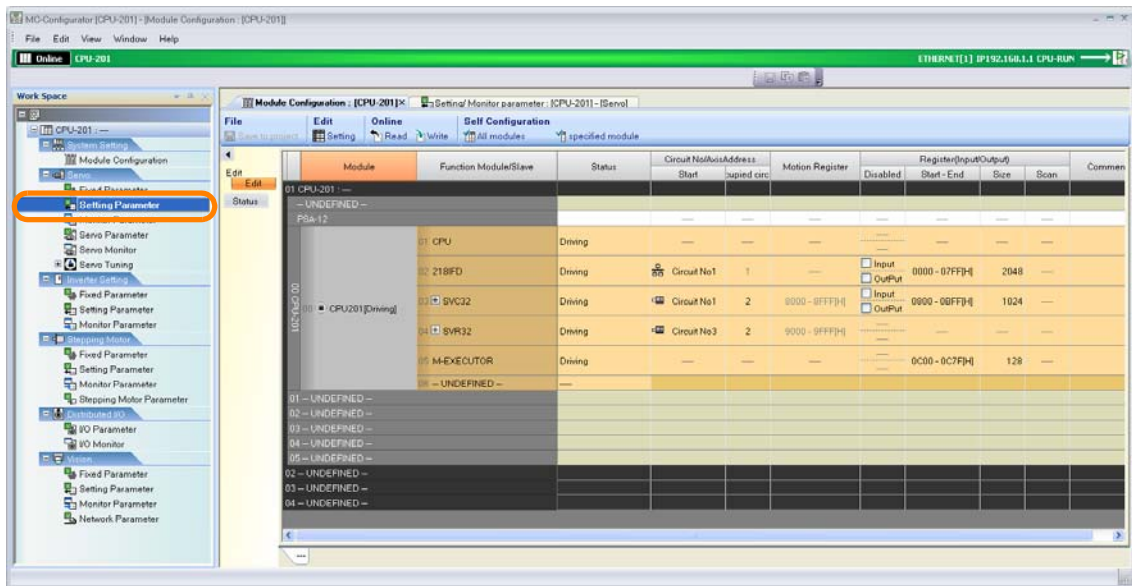 MC-Configurator [CPU-201] - [Module Configuration : [CPU-201]]
File Edit View Window Help
Online CPU-201 ETHERNET[1] IP192.168.1.1 CPU-RUN
Work Space
Module Configuration : [CPU-201] Setting/ Monitor parameter : [CPU-201] - [Servo]
File Edit Online Self Configuration
Save to project Setting Read Write All modules specified module
CPU-201 : ---
System Setting
Module Configuration
Servo
Fixed Parameter
Setting Parameter
Monitor Parameter
Servo Parameter
Servo Monitor
Servo Tuning
Inverter Setting
Fixed Parameter
Setting Parameter
Monitor Parameter
Stepping Motor
Fixed Parameter
Setting Parameter
Monitor Parameter
Stepping Motor Parameter
Distributed I/O
I/O Parameter
I/O Monitor
Vision
Fixed Parameter
Setting Parameter
Monitor Parameter
Network Parameter
Edit
Edit
Status
Module Function Module/Slave Status Circuit No/AxisAddress Motion Register Register(Input/Output) Commen
Start cupied circ Disabled Start - End Size Scan
01 CPU-201 : ---
-- UNDEFINED --
PSA-12 --- --- --- --- --- --- ---
00 CPU-201
00 CPU201[Driving]
01 CPU Driving --- --- --- --- --- --- ---
02 218IFD Driving Circuit No1 1 --- Input OutPut 0000 - 07FF[H] 2048 ---
03 SVC32 Driving Circuit No1 2 8000 - 8FFF[H] Input OutPut 0800 - 0BFF[H] 1024 ---
04 SVR32 Driving Circuit No3 2 9000 - 9FFF[H] --- --- --- ---
05 M-EXECUTOR Driving --- --- --- --- 0C00 - 0C7F[H] 128 ---
06 -- UNDEFINED -- ---
01 -- UNDEFINED --
02 -- UNDEFINED --
03 -- UNDEFINED --
04 -- UNDEFINED --
05 -- UNDEFINED --
02 -- UNDEFINED --
03 -- UNDEFINED --
04 -- UNDEFINED --
---